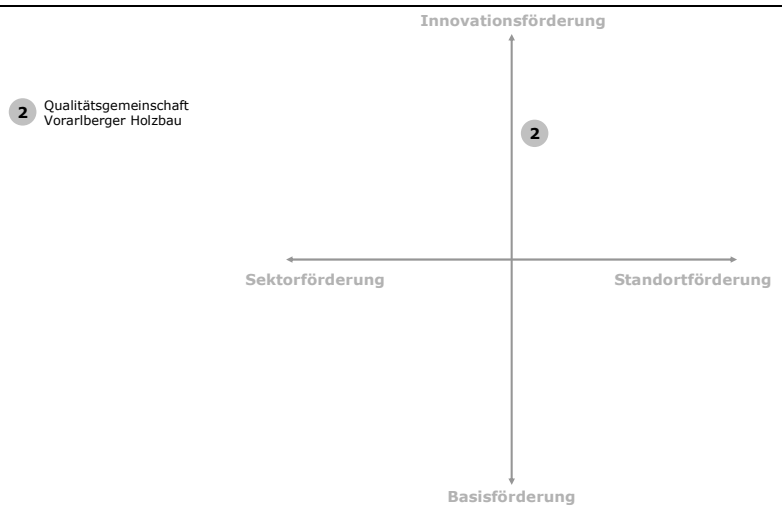 Innovationsförderung
2 Qualitätsgemeinschaft
Vorarlberger Holzbau
2
Sektorförderung
Standortförderung
Basisförderung